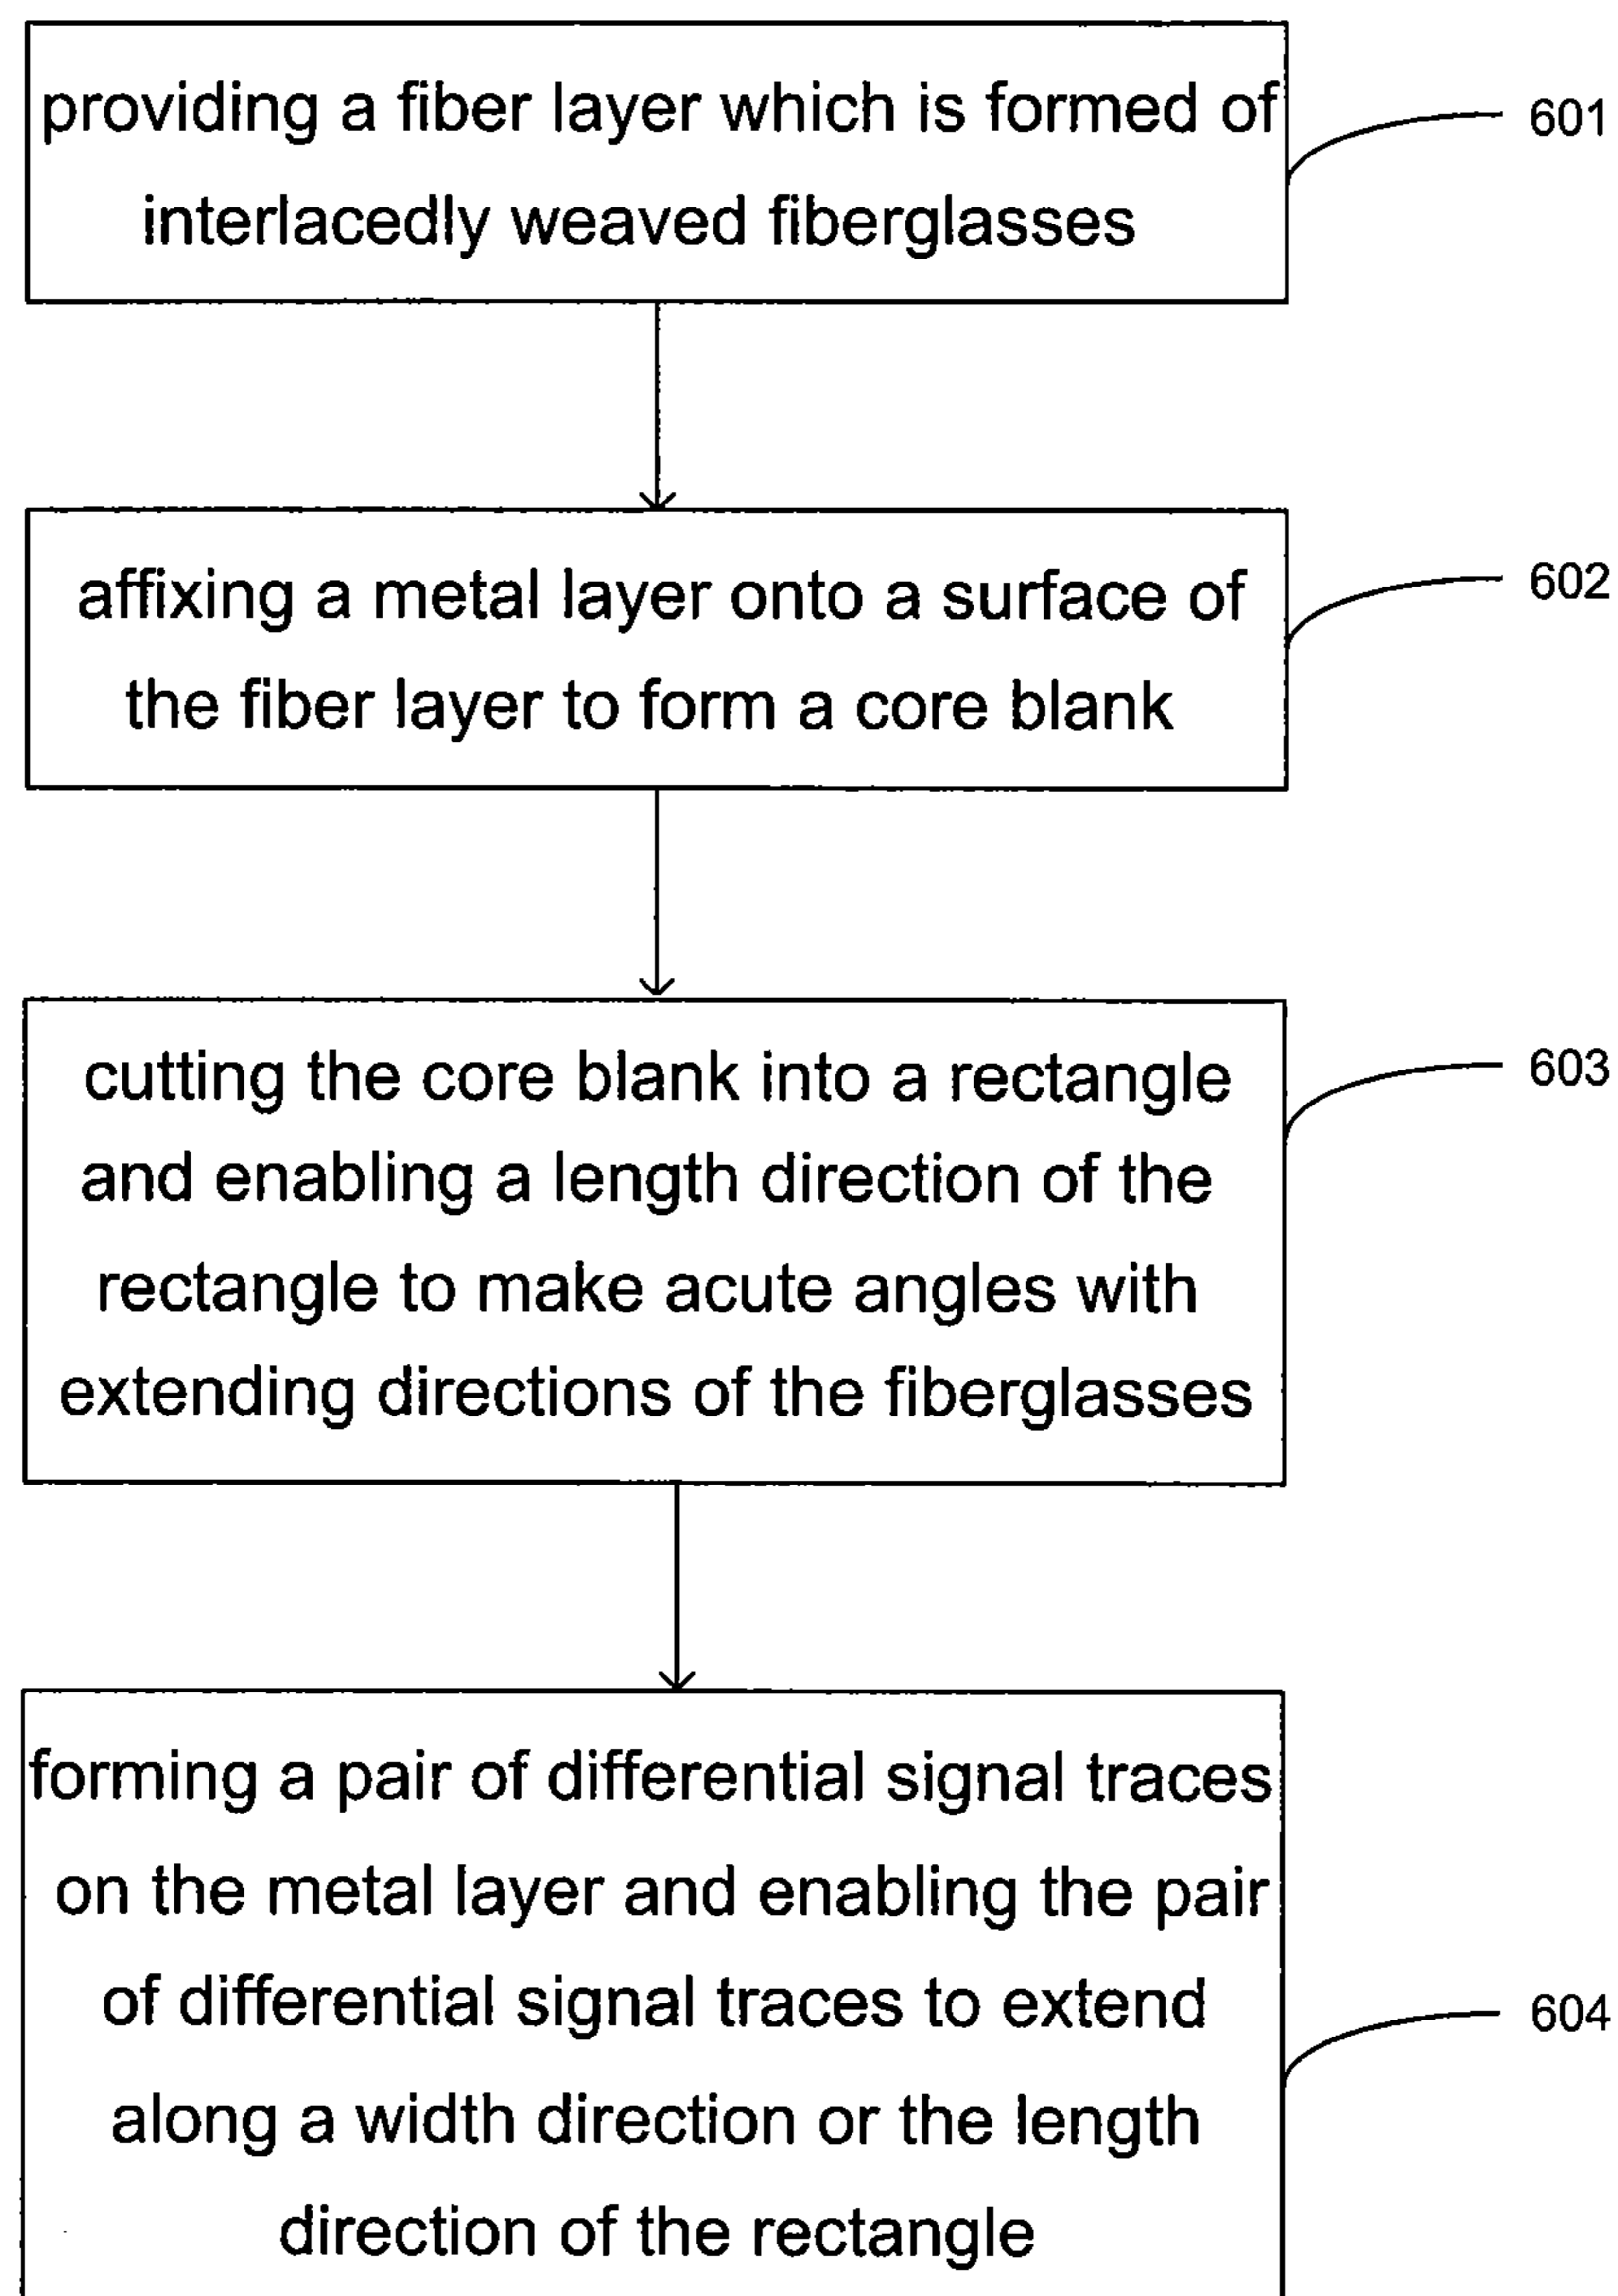 providing a fiber layer which is formed of
interlacedly weaved fiberglasses
601
affixing a metal layer onto a surface of
the fiber layer to form a core blank
602
cutting the core blank into a rectangle
and enabling a length direction of the
rectangle to make acute angles with
extending directions of the fiberglasses
603
forming a pair of differential signal traces
on the metal layer and enabling the pair
of differential signal traces to extend
along a width direction or the length
direction of the rectangle
604